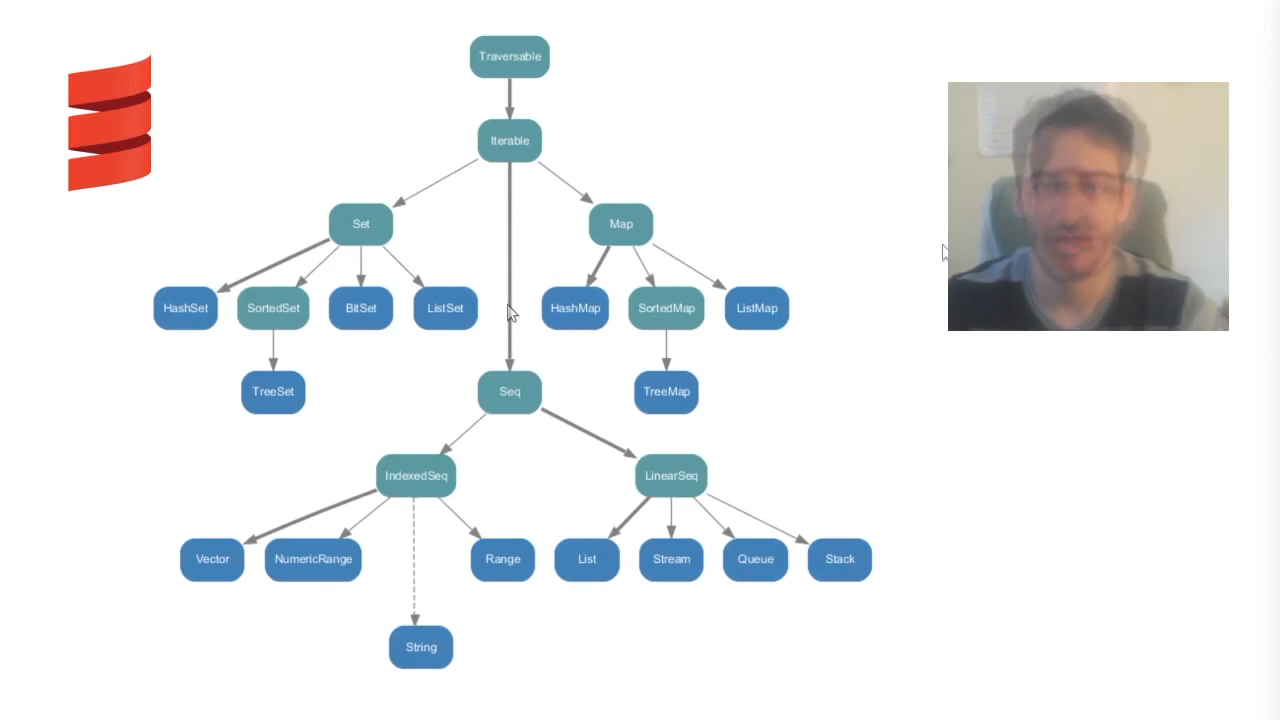 Traversable
Iterable
Set
Map
HashSet
SortedSet
BitSet
ListSet
HashMap
SortedMap
ListMap
TreeSet
Seq
TreeMap
IndexedSeq
LinearSeq
Vector
NumericRange
Range
List
Stream
Queue
Stack
String